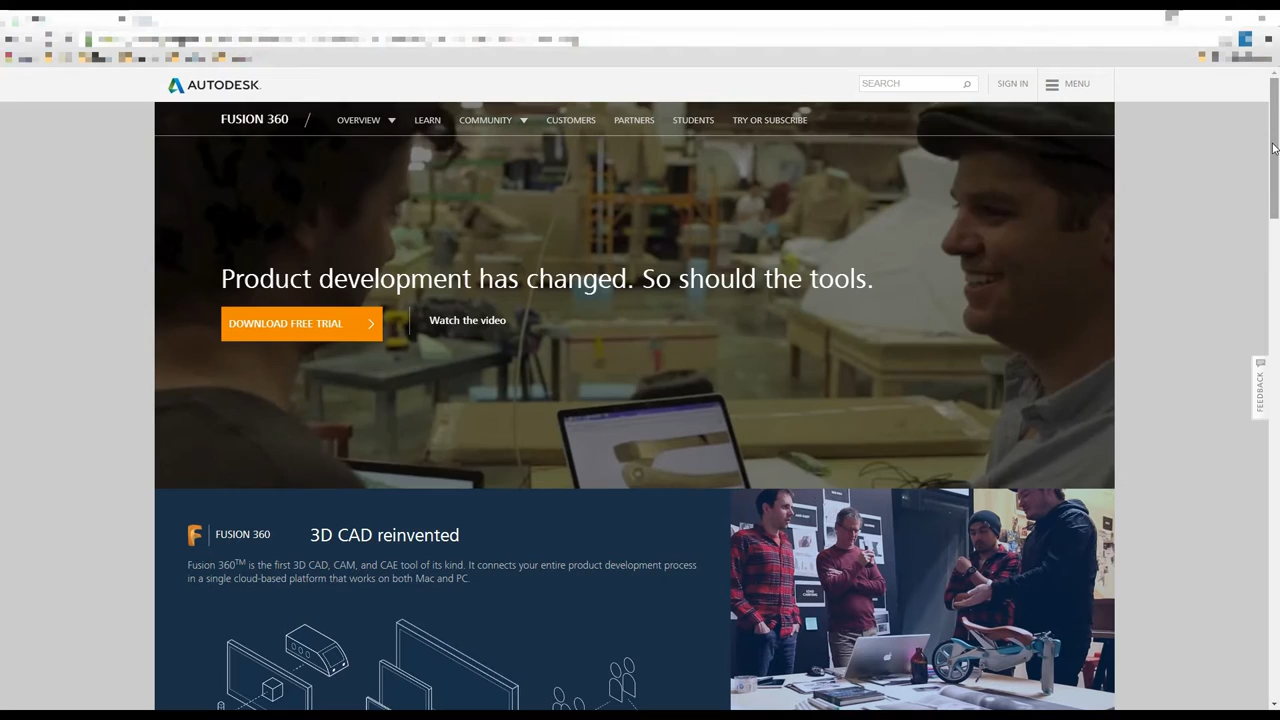 AUTODESK.
SEARCH
SIGN IN
MENU
FUSION 360 / OVERVIEW LEARN COMMUNITY CUSTOMERS PARTNERS STUDENTS TRY OR SUBSCRIBE
Product development has changed. So should the tools.
DOWNLOAD FREE TRIAL
Watch the video
FEEDBACK
FUSION 360
3D CAD reinvented
Fusion 360TM is the first 3D CAD, CAM, and CAE tool of its kind. It connects your entire product development process
in a single cloud-based platform that works on both Mac and PC.